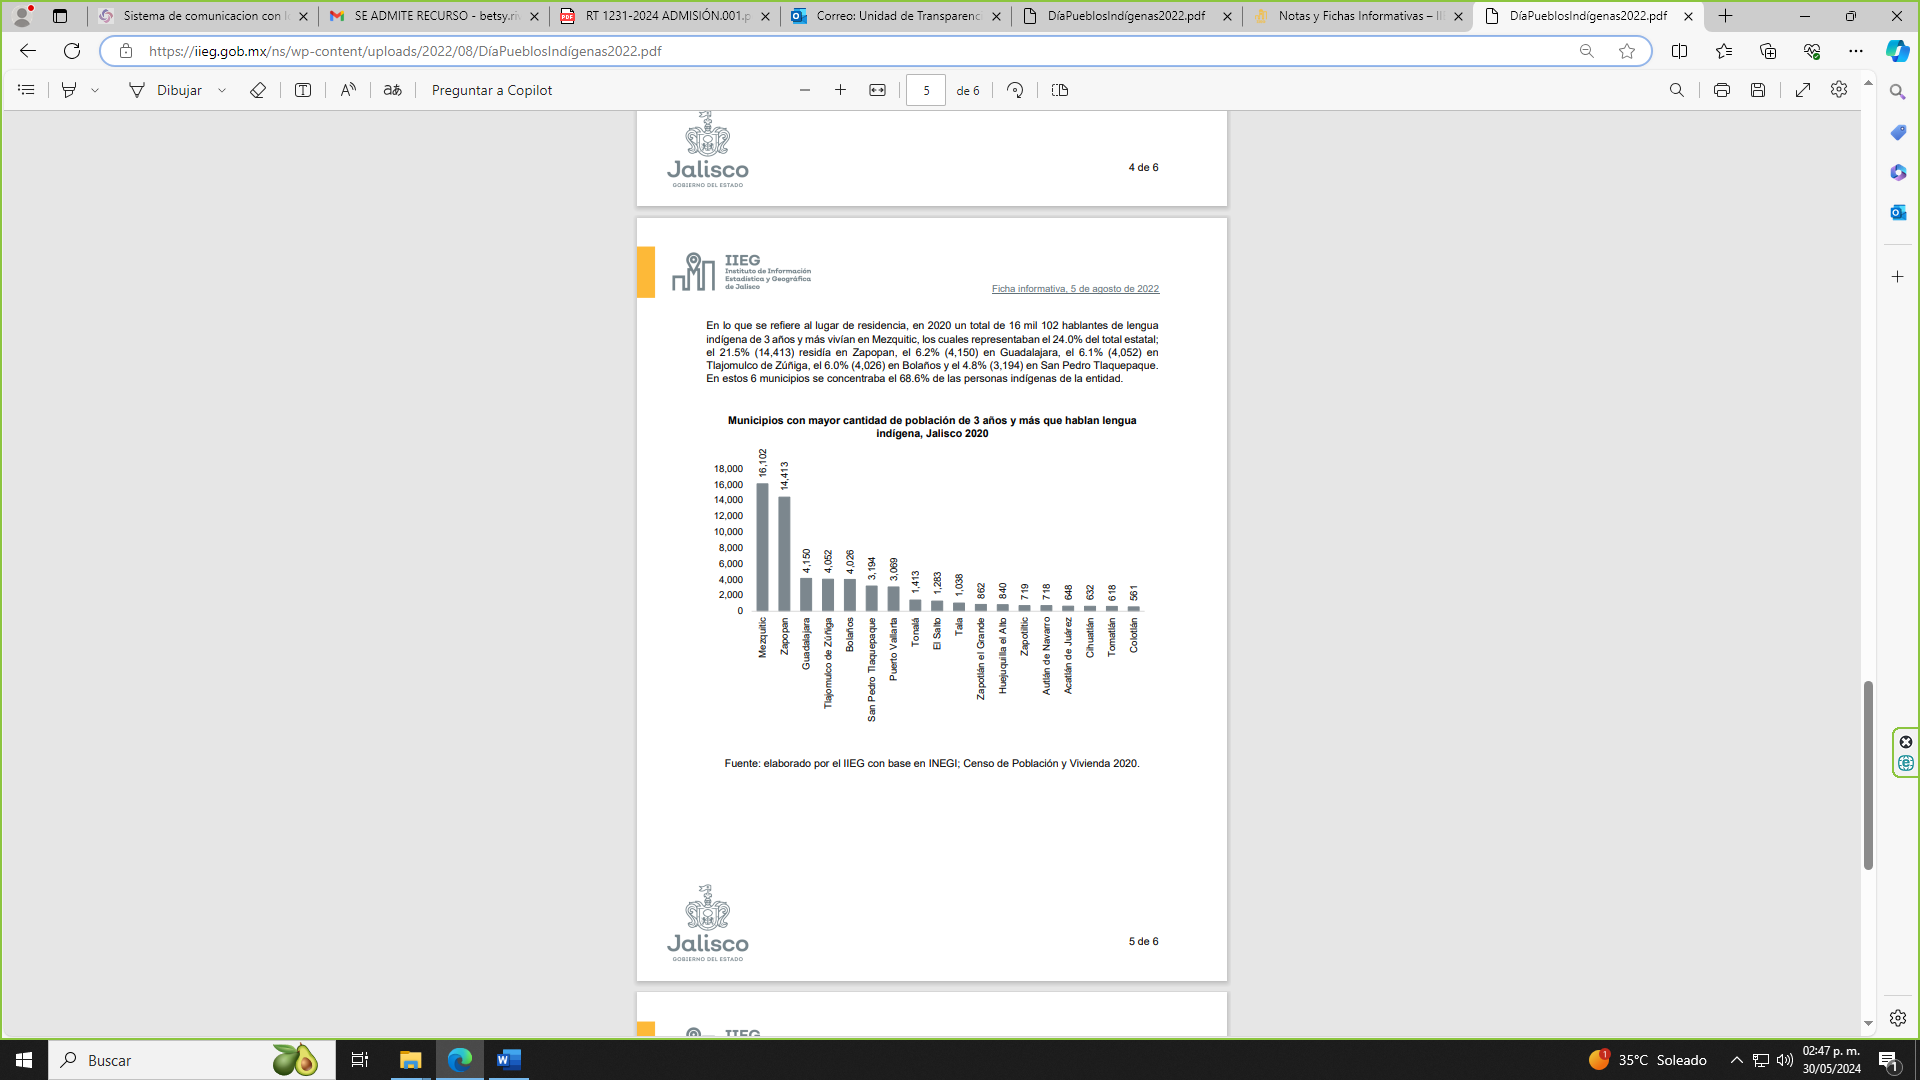 Sistema de comunicacion con l
SE ADMITE RECURSO - betsy.ri
RT 1231-2024 ADMISIÓN.001.p
Correo: Unidad de Transparenc
DíaPueblosIndígenas2022.pdf
Notas y Fichas Informativas – II
DíaPueblosIndígenas2022.pdf
https://iieg.gob.mx/ns/wp-content/uploads/2022/08/DíaPueblosIndígenas2022.pdf
Dibujar
aあ
Preguntar a Copilot
5 de 6
Jalisco
GOBIERNO DEL ESTADO
4 de 6
IIEG
Instituto de Información
Estadística y Geográfica
de Jalisco
Ficha informativa, 5 de agosto de 2022
En lo que se refiere al lugar de residencia, en 2020 un total de 16 mil 102 hablantes de lengua
indígena de 3 años y más vivían en Mezquitic, los cuales representaban el 24.0% del total estatal;
el 21.5% (14,413) residía en Zapopan, el 6.2% (4,150) en Guadalajara, el 6.1% (4,052) en
Tlajomulco de Zúñiga, el 6.0% (4,026) en Bolaños y el 4.8% (3,194) en San Pedro Tlaquepaque.
En estos 6 municipios se concentraba el 68.6% de las personas indígenas de la entidad.
Municipios con mayor cantidad de población de 3 años y más que hablan lengua
indígena, Jalisco 2020
18,000
16,000
14,000
12,000
10,000
8,000
6,000
4,000
2,000
0
16,102
14,413
4,150
4,052
4,026
3,194
3,069
1,413
1,283
1,038
862
840
719
718
648
632
618
561
Mezquitic
Zapopan
Guadalajara
Tlajomulco de Zúñiga
Bolaños
San Pedro Tlaquepaque
Puerto Vallarta
Tonalá
El Salto
Tala
Zapotlán el Grande
Huejuquilla el Alto
Zapotiltic
Autlán de Navarro
Acatlán de Juárez
Cihuatlán
Tomatlán
Colotlán
Fuente: elaborado por el IIEG con base en INEGI; Censo de Población y Vivienda 2020.
Jalisco
GOBIERNO DEL ESTADO
5 de 6
IIEG
Buscar
1
35°C Soleado
02:47 p. m.
30/05/2024
1